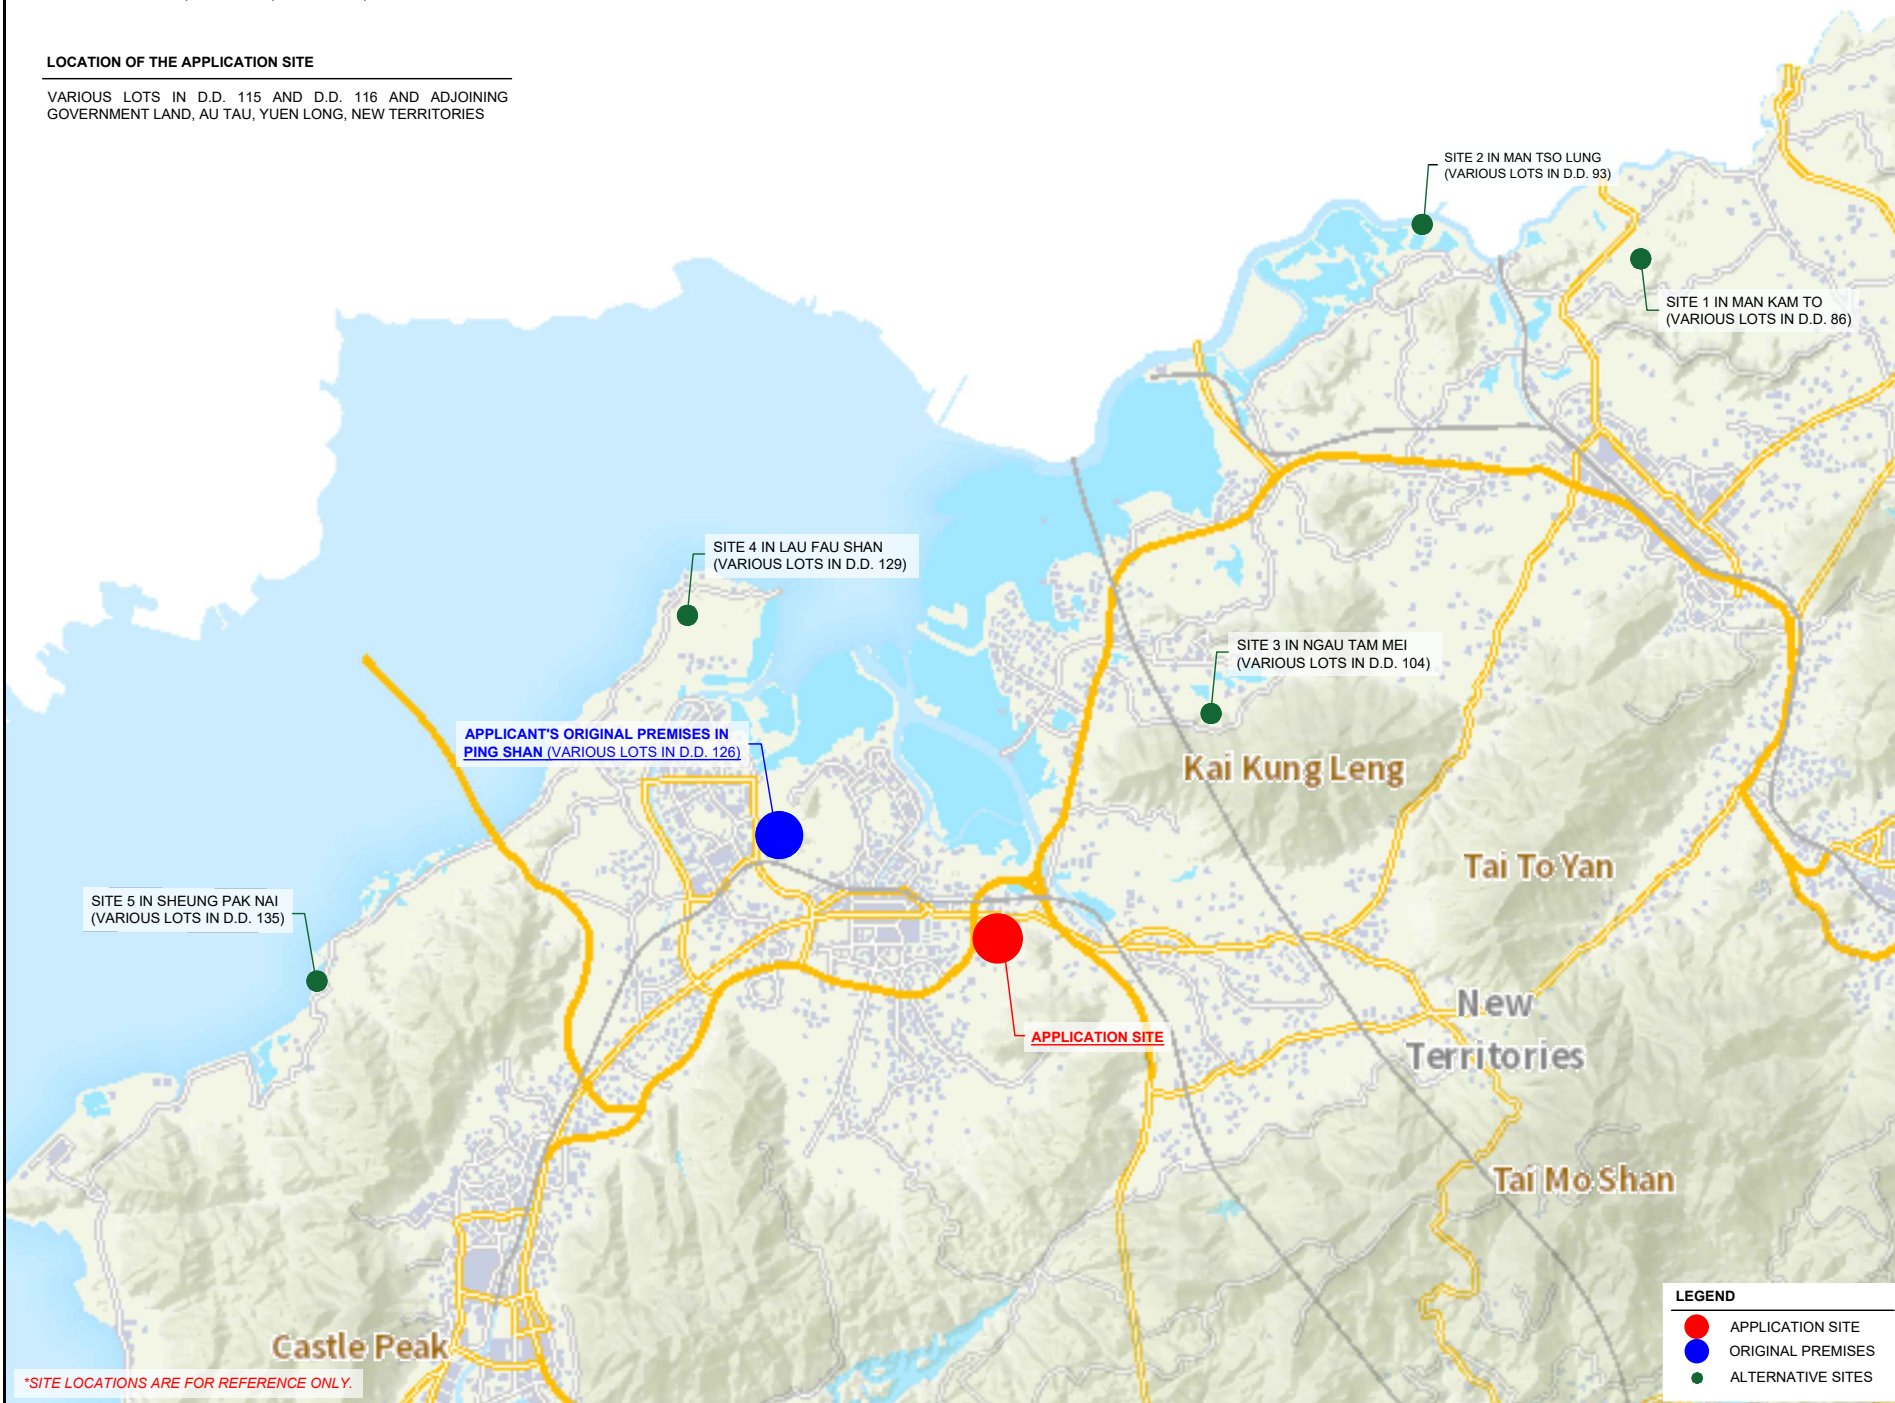 LOCATION OF THE APPLICATION SITE
VARIOUS LOTS IN D.D. 115 AND D.D. 116 AND ADJOINING
GOVERNMENT LAND, AU TAU, YUEN LONG, NEW TERRITORIES
SITE 2 IN MAN TSO LUNG
(VARIOUS LOTS IN D.D. 93)
SITE 1 IN MAN KAM TO
(VARIOUS LOTS IN D.D. 86)
SITE 4 IN LAU FAU SHAN
(VARIOUS LOTS IN D.D. 129)
SITE 3 IN NGAU TAM MEI
(VARIOUS LOTS IN D.D. 104)
APPLICANT'S ORIGINAL PREMISES IN
PING SHAN (VARIOUS LOTS IN D.D. 126)
Kai Kung Leng
Tai To Yan
SITE 5 IN SHEUNG PAK NAI
(VARIOUS LOTS IN D.D. 135)
New
Territories
APPLICATION SITE
Tai Mo Shan
Castle Peak
*SITE LOCATIONS ARE FOR REFERENCE ONLY.
LEGEND
APPLICATION SITE
ORIGINAL PREMISES
ALTERNATIVE SITES